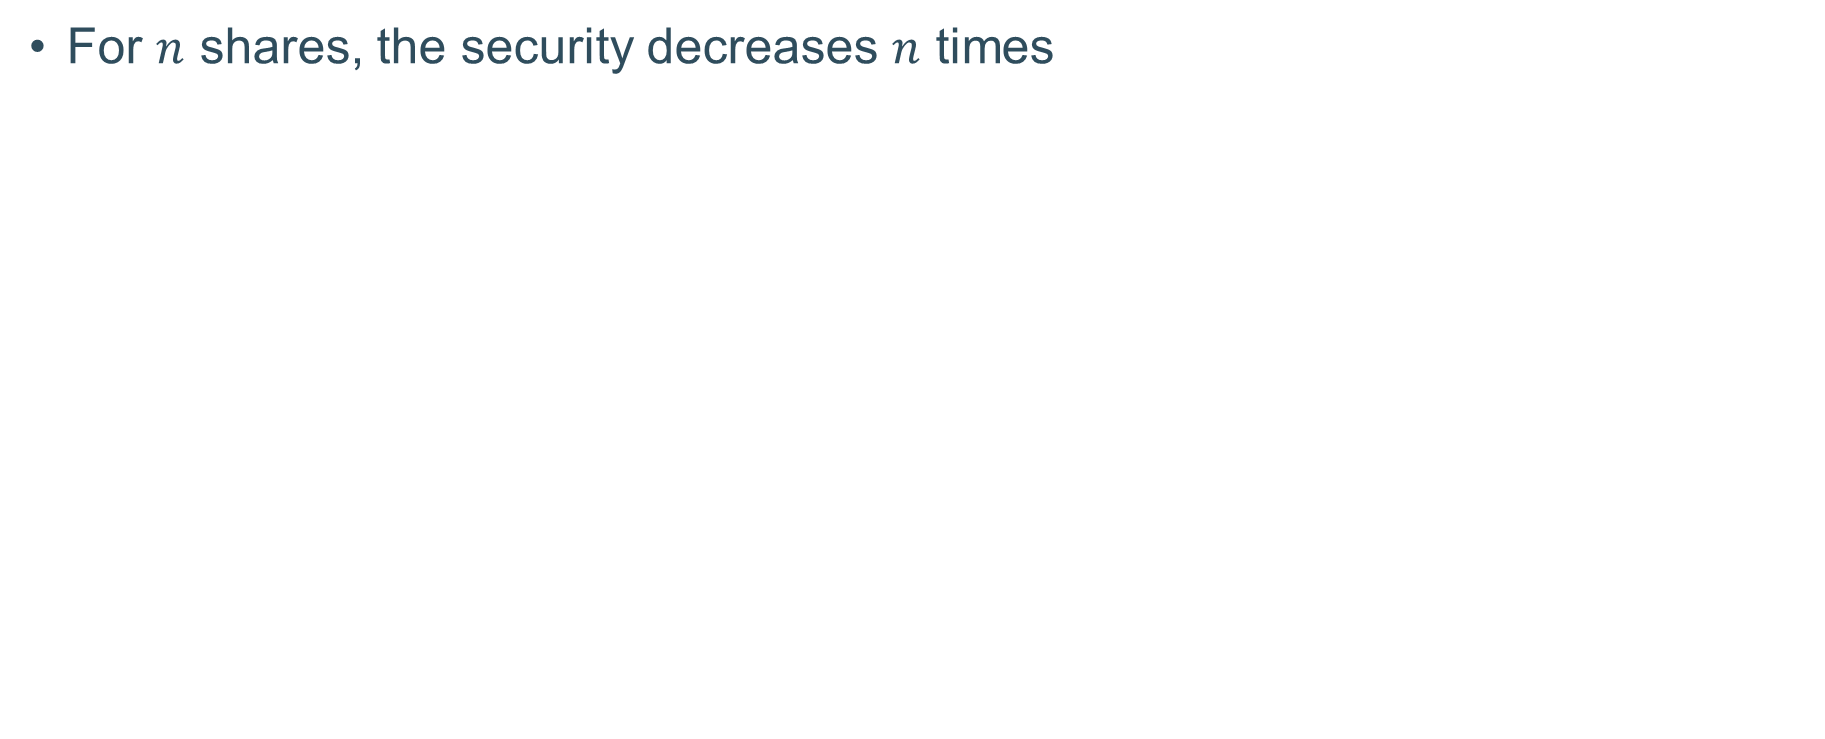 • For 𝑛 shares, the security decreases 𝑛 times